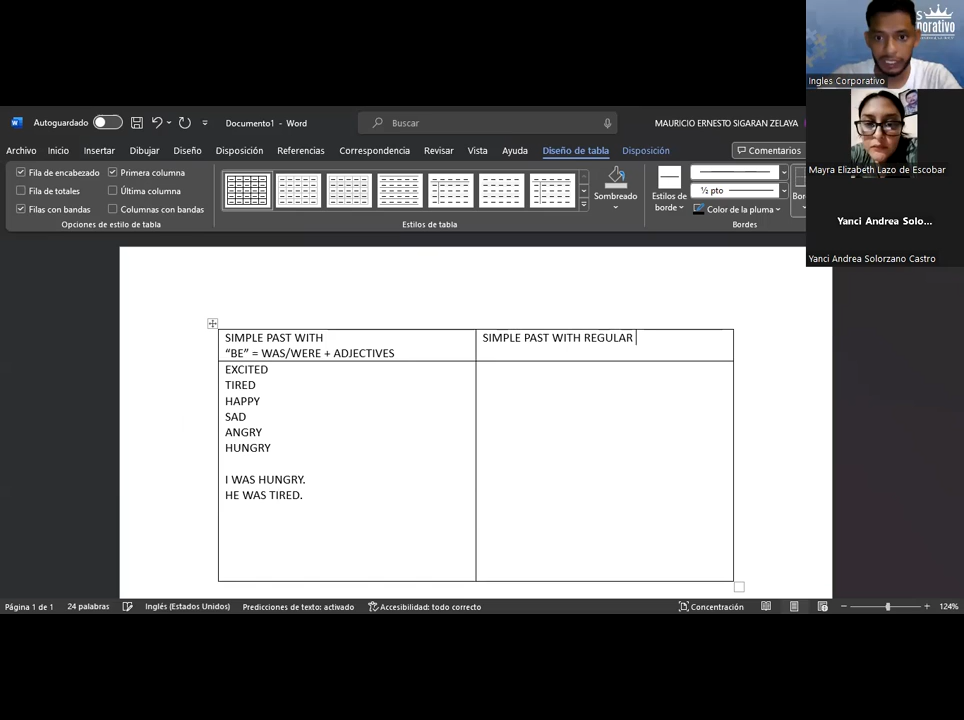 S
porativo
Ingles Corporativo
Mayra Elizabeth Lazo de Escobar
Yanci Andrea Solo...
Yanci Andrea Solorzano Castro
Autoguardado
Documento1 - Word
Buscar
MAURICIO ERNESTO SIGARAN ZELAYA
Archivo Inicio Insertar Dibujar Diseño Disposición Referencias Correspondencia Revisar Vista Ayuda Diseño de tabla Disposición Comentarios
Fila de encabezado Primera columna
Fila de totales Última columna
Filas con bandas Columnas con bandas
Opciones de estilo de tabla
Estilos de tabla
Sombreado
Estilos de borde
½ pto
Color de la pluma
Bor
Bordes
SIMPLE PAST WITH
“BE” = WAS/WERE + ADJECTIVES
SIMPLE PAST WITH REGULAR
EXCITED
TIRED
HAPPY
SAD
ANGRY
HUNGRY
I WAS HUNGRY.
HE WAS TIRED.
Página 1 de 1 24 palabras Inglés (Estados Unidos) Predicciones de texto: activado Accesibilidad: todo correcto Concentración 124%